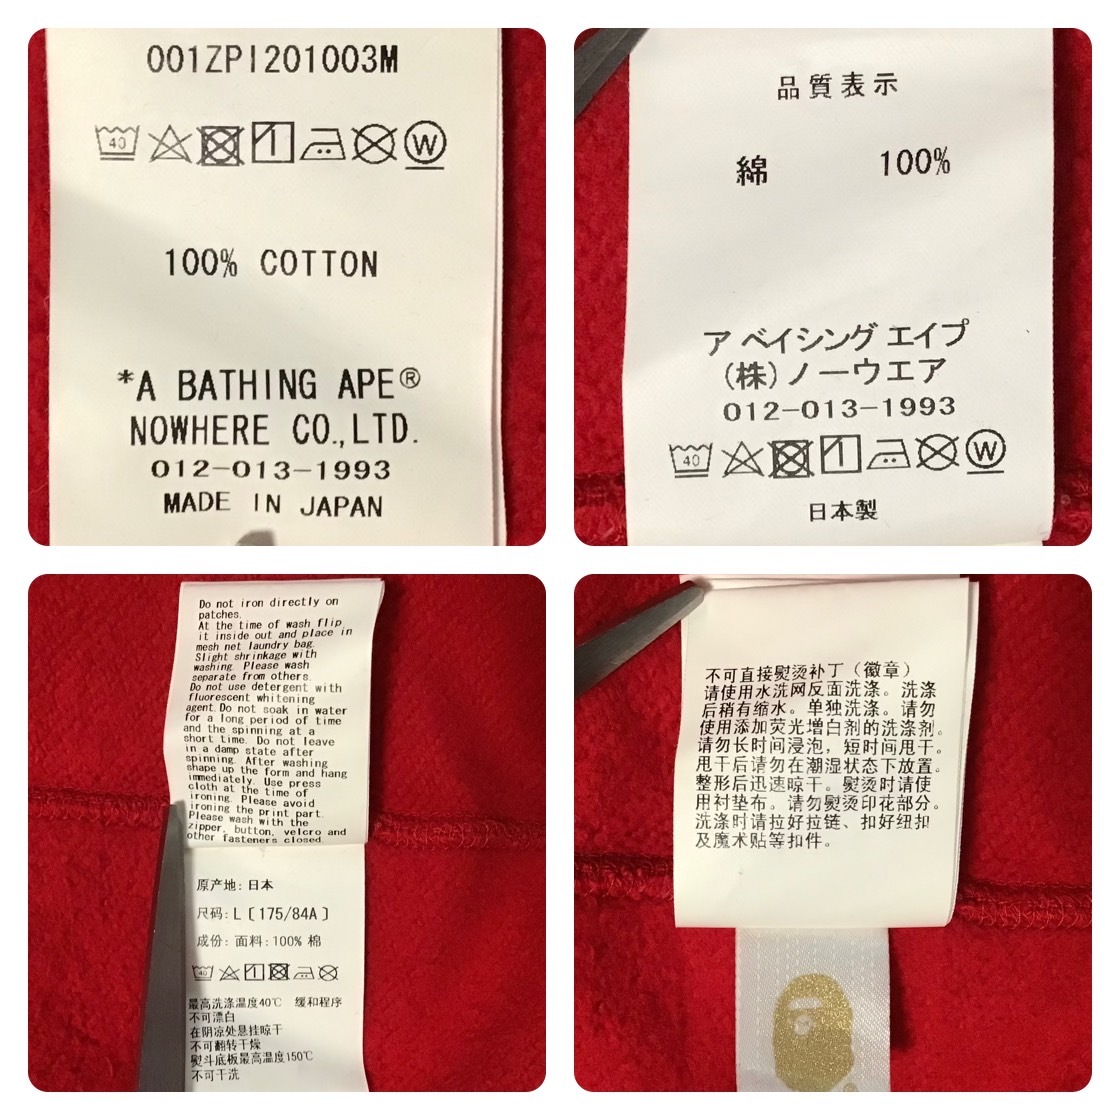 001ZPI201003M
40
1
W
100% COTTON
*A BATHING APE®
NOWHERE CO.,LTD.
012-013-1993
MADE IN JAPAN
品質表示
綿 100%
ア ベイシング エイプ
(株)ノーウエア
012-013-1993
40
1
W
日本製
Do not iron directly on
patches.
At the time of wash flip
it inside out and place in
mesh net laundry bag.
Slight shrinkage with
washing. Please wash
separate from others.
Do not use detergent with
fluorescent whitening
agent.Do not soak in water
for a long period of time
and the spinning at a
short time. Do not leave
in a damp state after
spinning. After washing
shape up the form and hang
immediately. Use press
cloth at the time of
ironing. Please avoid
ironing the print part.
Please wash with the
zipper, button, velcro and
other fasteners closed.
原产地: 日本
尺码: L [175/84A]
成份: 面料: 100% 棉
40
1
最高洗涤温度40℃ 缓和程序
不可漂白
在阴凉处悬挂晾干
不可翻转干燥
熨斗底板最高温度150℃
不可干洗
不可直接熨烫补丁（徽章）
请使用水洗网反面洗涤。洗涤
后稍有缩水。单独洗涤。请勿
使用添加荧光增白剂的洗涤剂。
请勿长时间浸泡，短时间甩干。
甩干后请勿在潮湿状态下放置。
整形后迅速晾干。熨烫时请使
用衬垫布。请勿熨烫印花部分。
洗涤时请拉好拉链、扣好纽扣
及魔术贴等扣件。